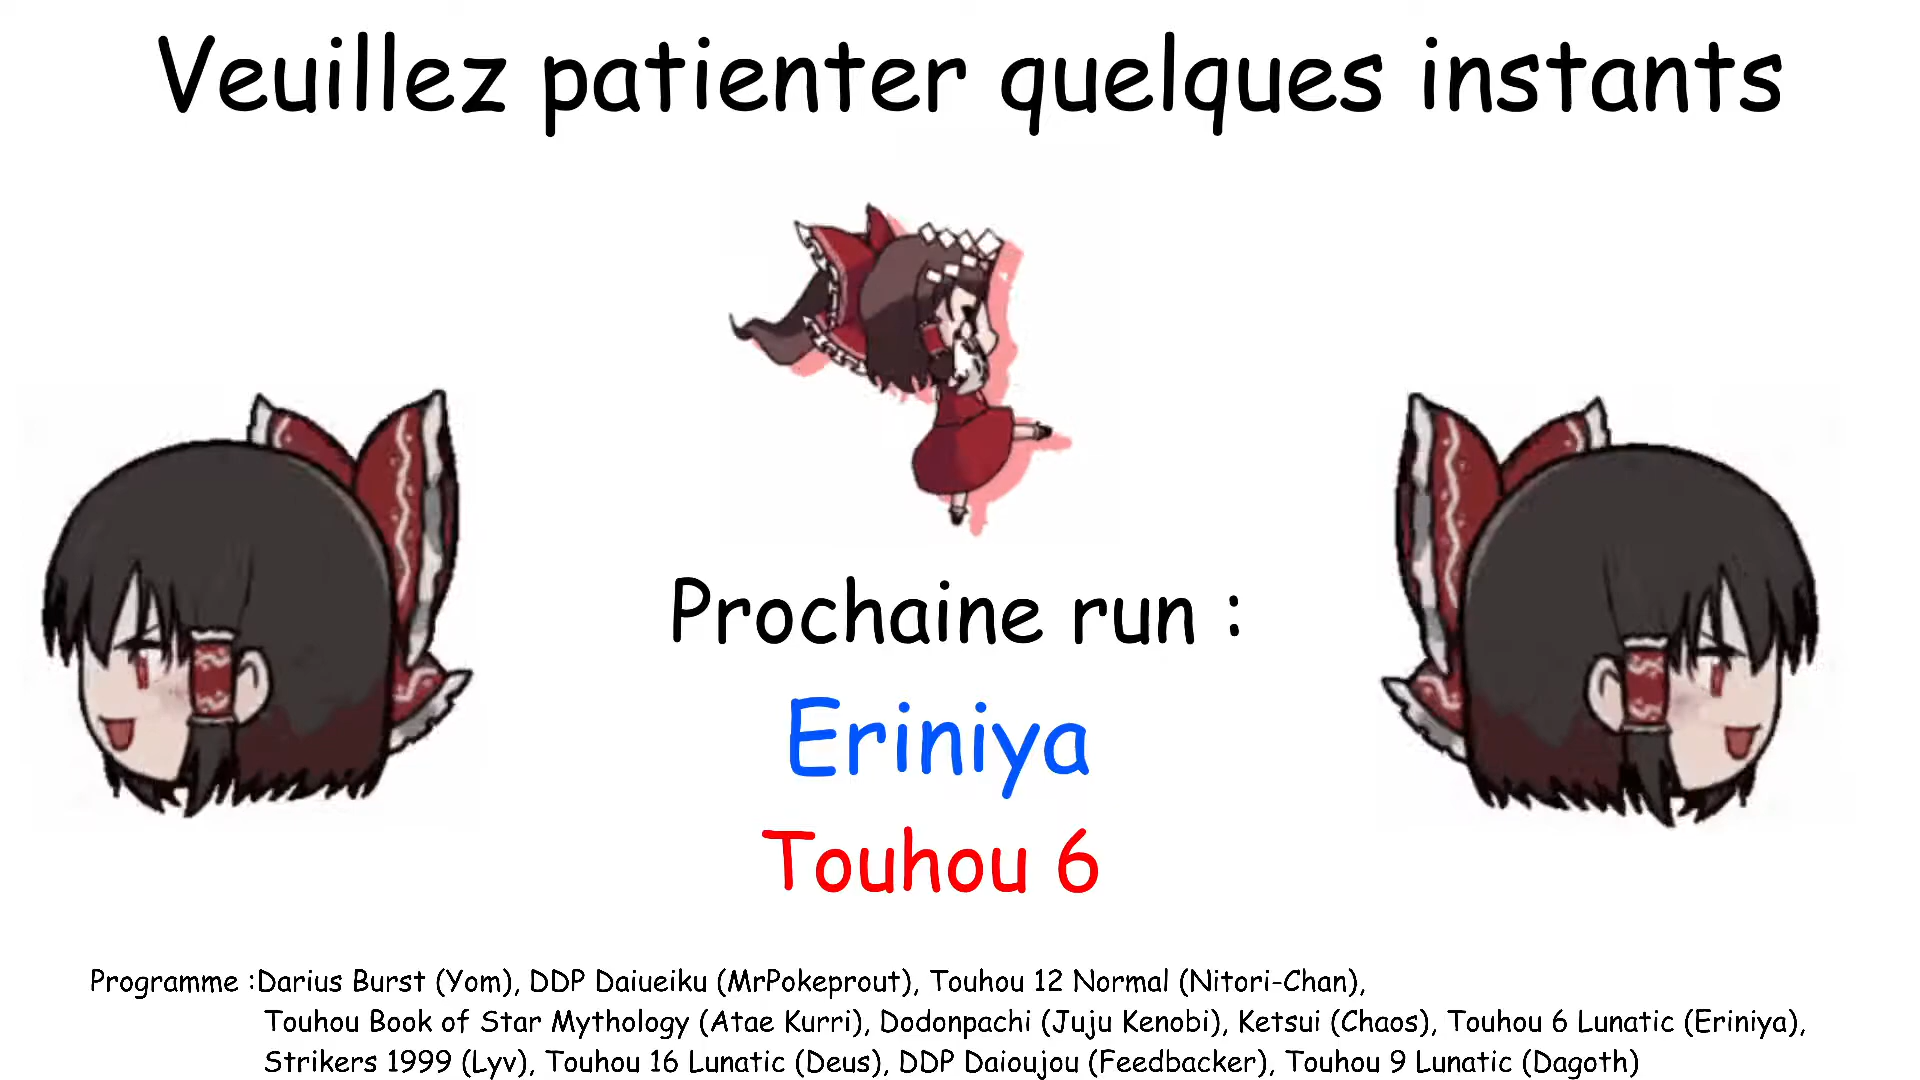 Veuillez patienter quelques instants
Prochaine run :
Eriniya
Touhou 6
Programme :Darius Burst (Yom), DDP Daiueiku (MrPokeprout), Touhou 12 Normal (Nitori-Chan),
Touhou Book of Star Mythology (Atae Kurri), Dodonpachi (Juju Kenobi), Ketsui (Chaos), Touhou 6 Lunatic (Eriniya),
Strikers 1999 (Lyv), Touhou 16 Lunatic (Deus), DDP Daioujou (Feedbacker), Touhou 9 Lunatic (Dagoth)